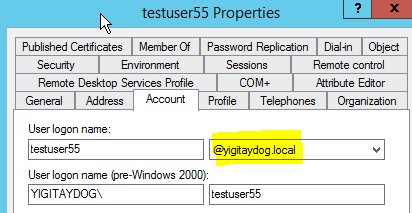 testuser55 Properties
?
x
Published Certificates Member Of Password Replication Dial-in Object
Security Environment Sessions Remote control
Remote Desktop Services Profile COM+ Attribute Editor
General Address Account Profile Telephones Organization
User logon name:
testuser55 @yigitaydog.local
User logon name (pre-Windows 2000):
YIGITAYDOG\ testuser55